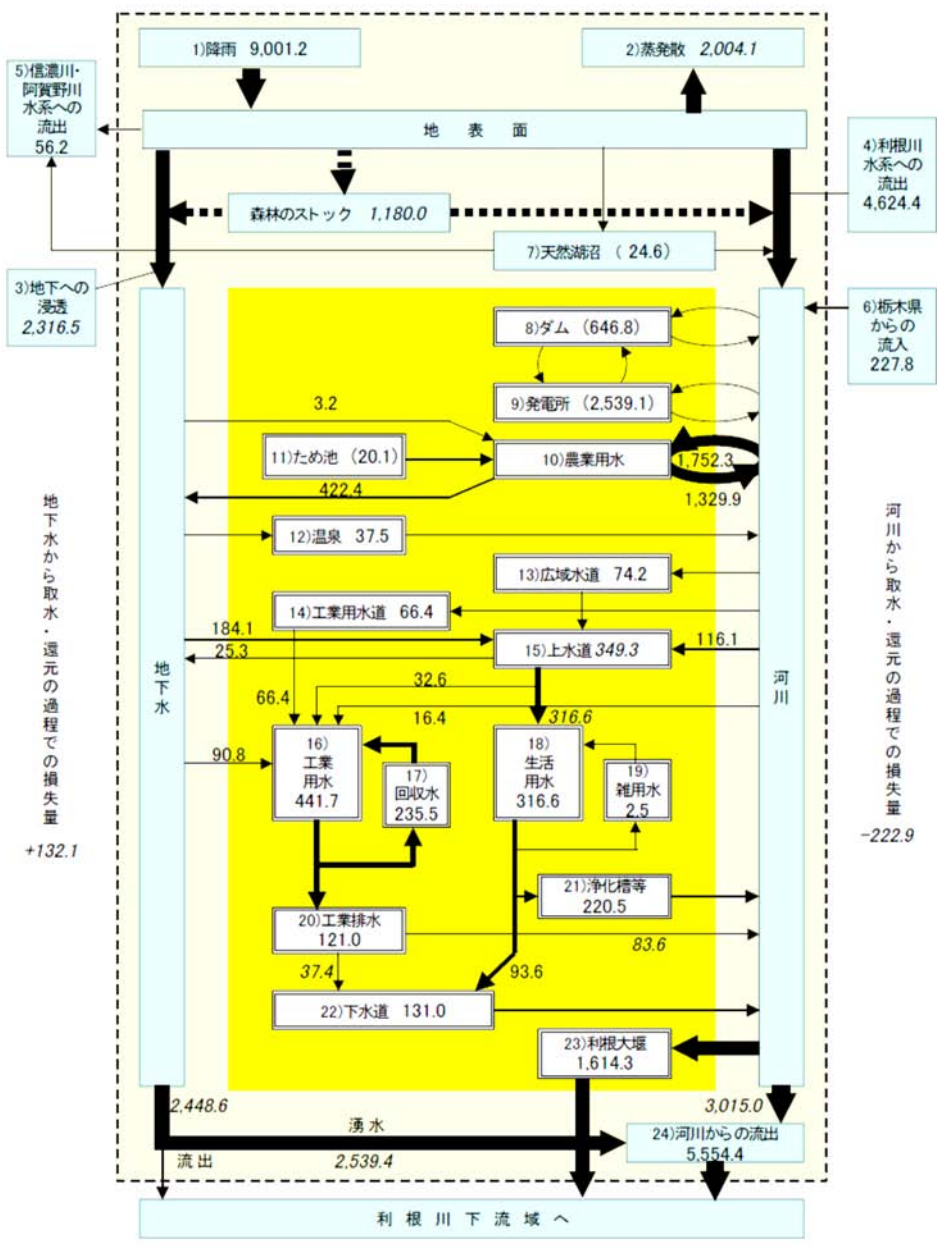 1)降雨 9,001.2
2)蒸発散 2,004.1
5)信濃川・
阿賀野川
水系への
流出
56.2
地表面
4)利根川
水系への
流出
4,624.4
森林のストック 1,180.0
7)天然湖沼 (24.6)
3)地下への
浸透
2,316.5
6)栃木県
からの
流入
227.8
8)ダム (646.8)
9)発電所 (2,539.1)
3.2
11)ため池 (20.1)
10)農業用水
1,752.3
422.4
1,329.9
12)温泉 37.5
13)広域水道 74.2
14)工業用水道 66.4
184.1
15)上水道 349.3
116.1
25.3
地下水
河川
地下水から取水・還元の過程での損失量
+132.1
河川から取水・還元の過程での損失量
-222.9
32.6
66.4
16.4
316.6
90.8
16)
工業
用水
441.7
17)
回収水
235.5
18)
生活
用水
316.6
19)
雑用水
2.5
21)浄化槽等
220.5
20)工業排水
121.0
83.6
37.4
93.6
22)下水道 131.0
23)利根大堰
1,614.3
2,448.6
3,015.0
湧水
24)河川からの流出
5,554.4
流出
2,539.4
利根川下流域へ